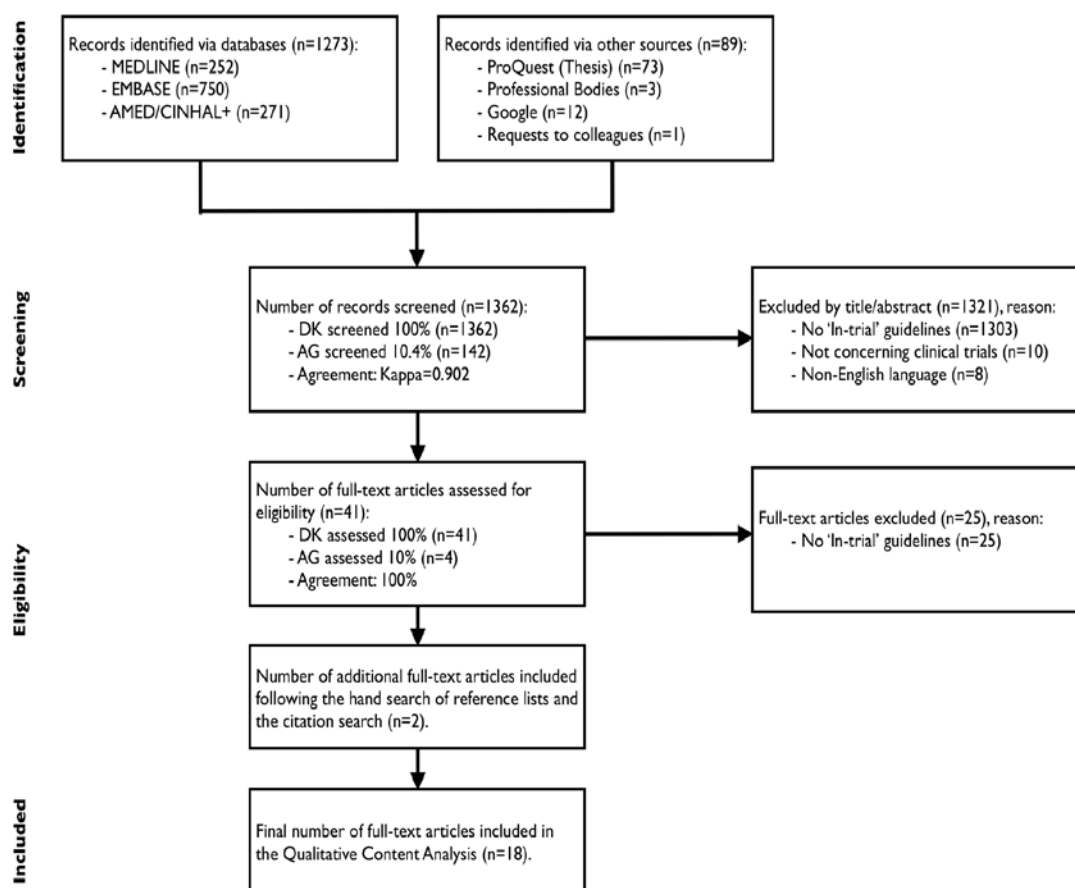 Identification
Records identified via databases (n=1273):
- MEDLINE (n=252)
- EMBASE (n=750)
- AMED/CINHAL+ (n=271)
Records identified via other sources (n=89):
- ProQuest (Thesis) (n=73)
- Professional Bodies (n=3)
- Google (n=12)
- Requests to colleagues (n=1)
Screening
Number of records screened (n=1362):
- DK screened 100% (n=1362)
- AG screened 10.4% (n=142)
- Agreement: Kappa=0.902
Excluded by title/abstract (n=1321), reason:
- No 'In-trial' guidelines (n=1303)
- Not concerning clinical trials (n=10)
- Non-English language (n=8)
Eligibility
Number of full-text articles assessed for
eligibility (n=41):
- DK assessed 100% (n=41)
- AG assessed 10% (n=4)
- Agreement: 100%
Full-text articles excluded (n=25), reason:
- No 'In-trial' guidelines (n=25)
Number of additional full-text articles included
following the hand search of reference lists and
the citation search (n=2).
Included
Final number of full-text articles included in
the Qualitative Content Analysis (n=18).